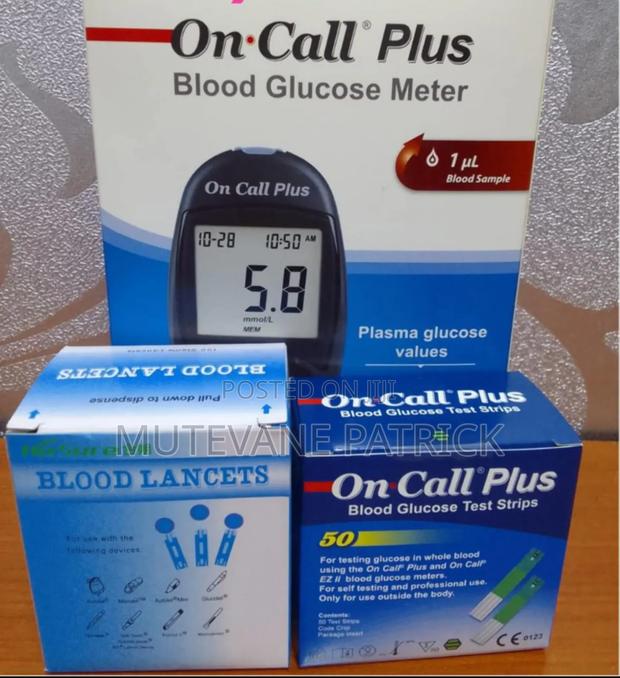 On·Call® Plus
Blood Glucose Meter
1 µL
Blood Sample
On Call Plus
10-28 10:50 AM
5.8
mmol/L
MEM
Plasma glucose
values
BLOOD LANCETS
Pull down to dispense
POSTED ON
MUTEVANE PATRICK
BLOOD LANCETS
For use with the
following devices:
On·Call® Plus
Blood Glucose Test Strips
On·Call® Plus
Blood Glucose Test Strips
50
For testing glucose in whole blood
using the On Call® Plus and On Call®
EZ II blood glucose meters.
For self testing and professional use.
Only for use outside the body.
Contents:
50 Test Strips
Code Chip
Package insert
CE 0123